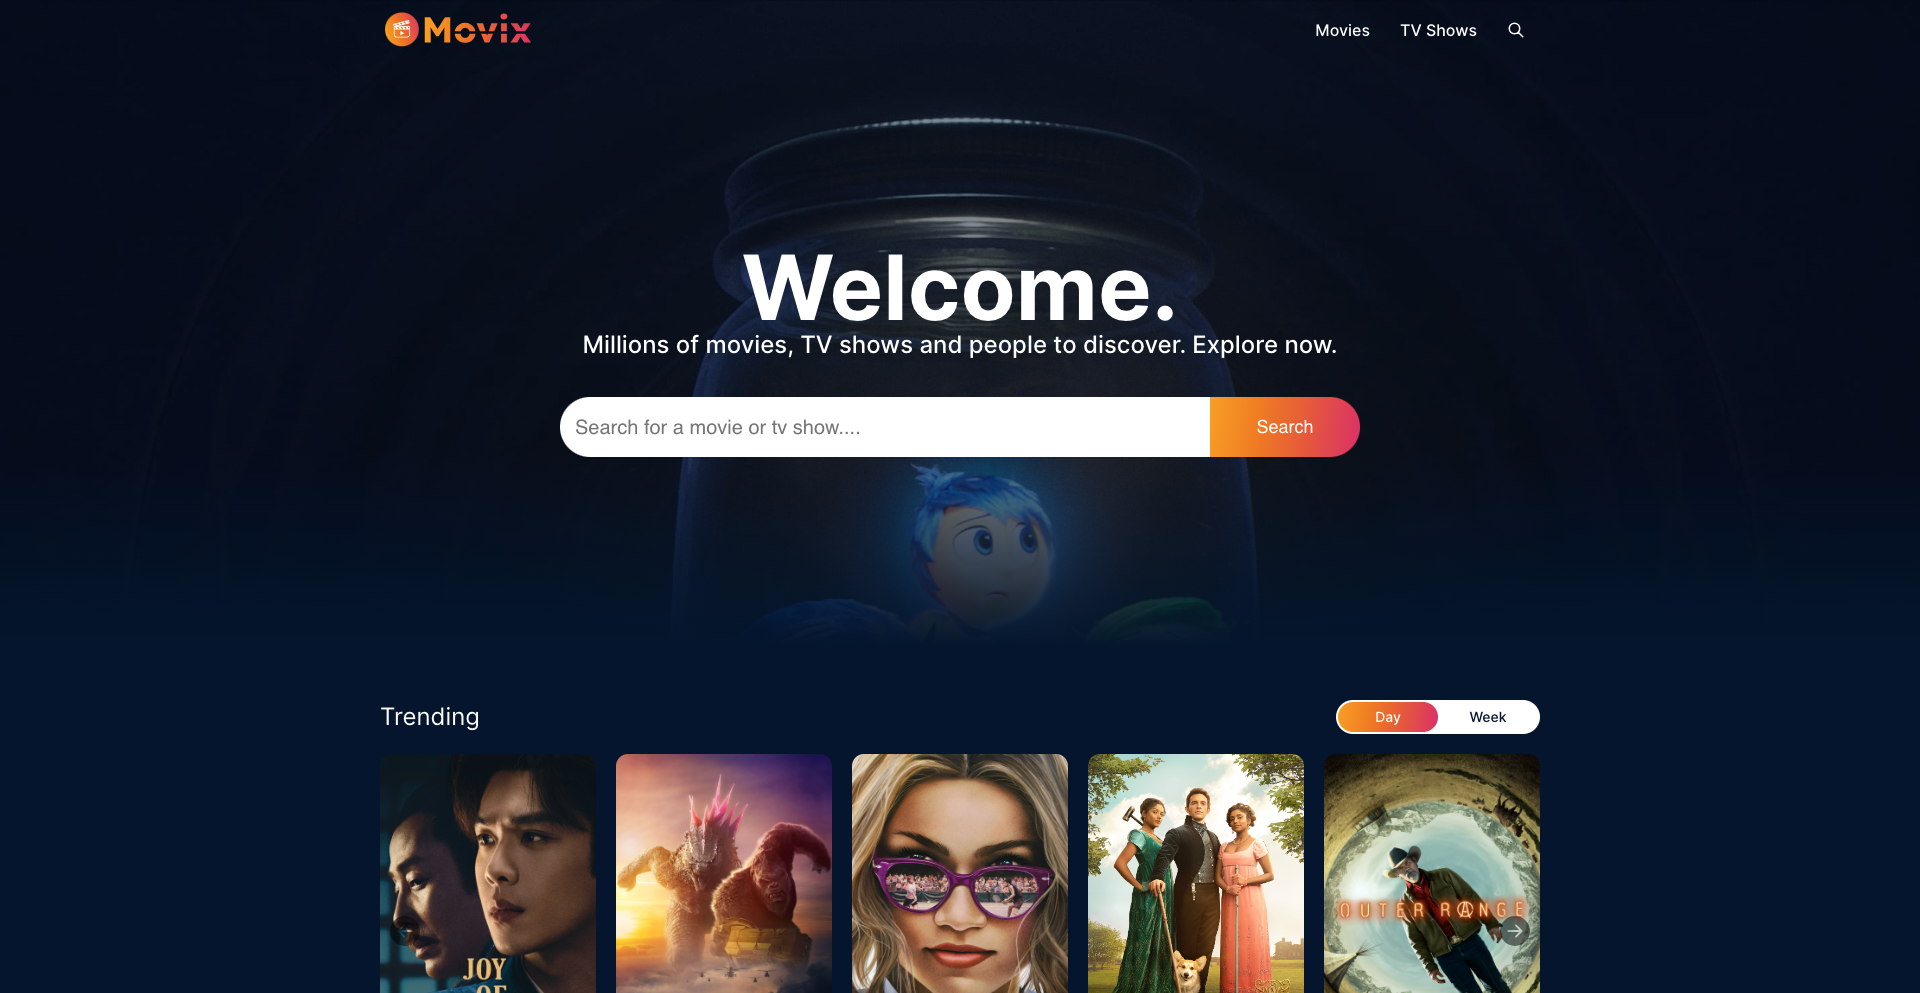 Movix
Movies
TV Shows
Welcome.
Millions of movies, TV shows and people to discover. Explore now.
Search for a movie or tv show....
Search
Trending
Day
Week
JOY
OF
OUTER RANGE